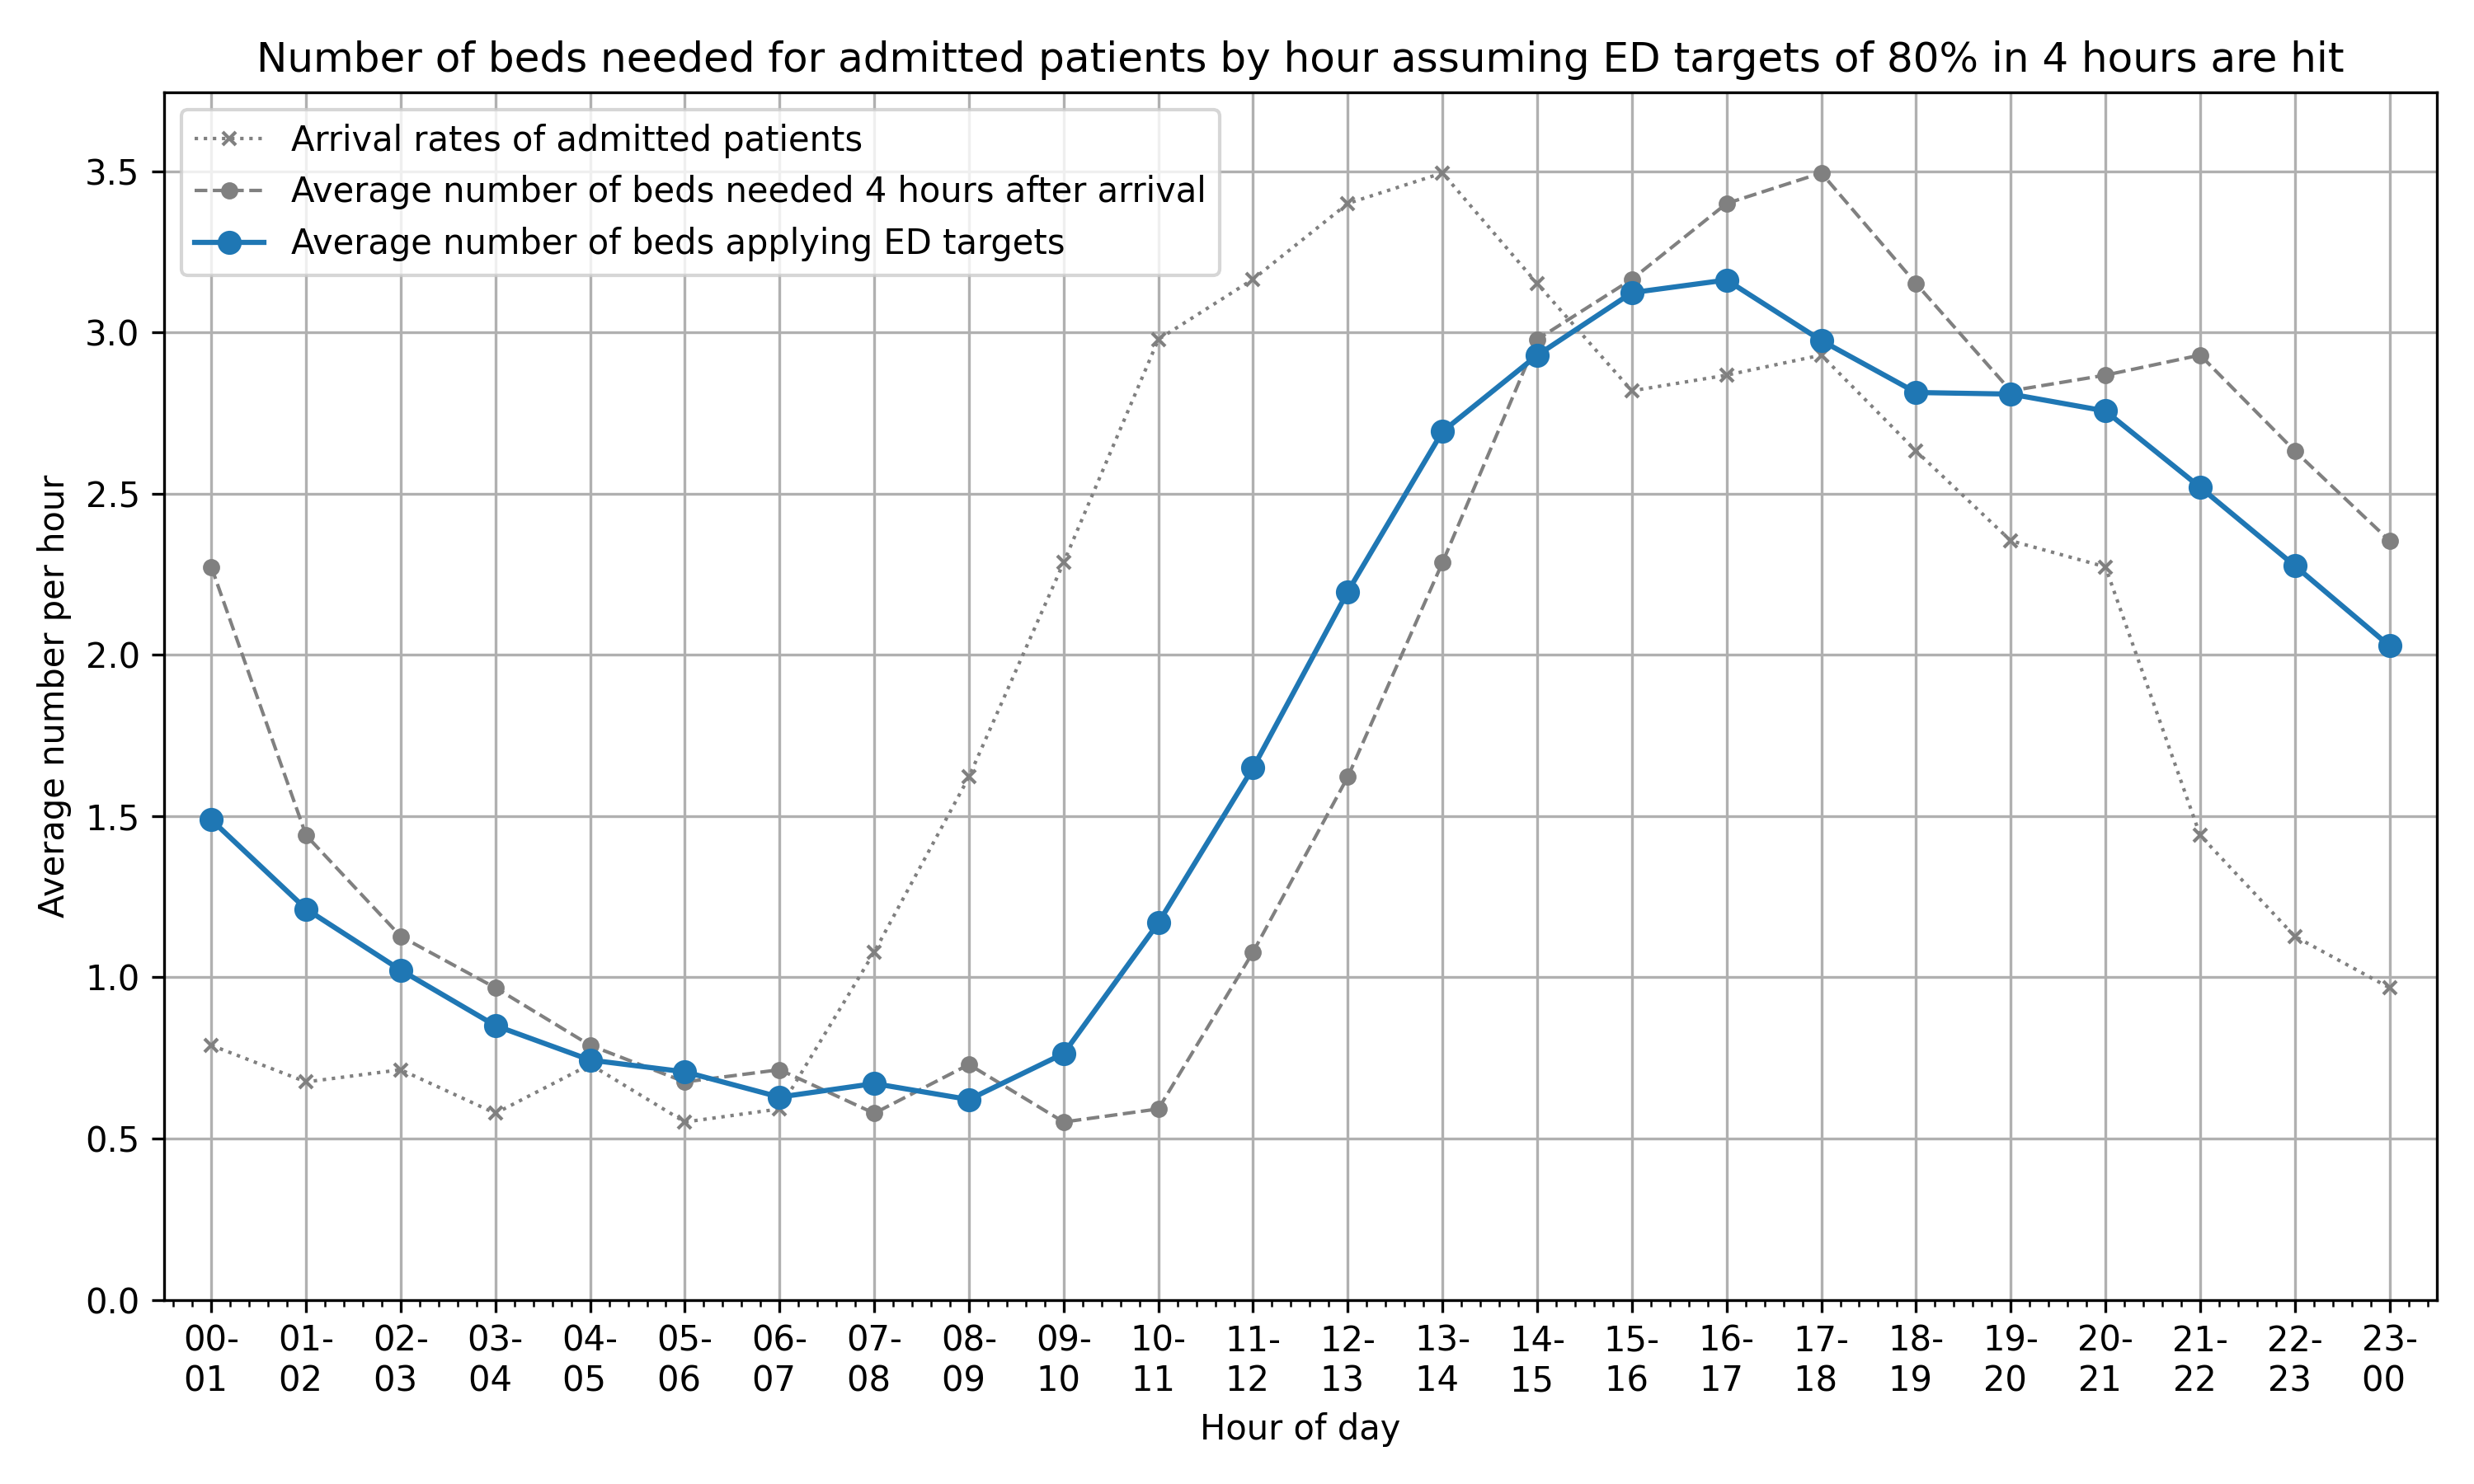 Number of beds needed for admitted patients by hour assuming ED targets of 80% in 4 hours are hit
Arrival rates of admitted patients
Average number of beds needed 4 hours after arrival
Average number of beds applying ED targets
Average number per hour
3.5
3.0
2.5
2.0
1.5
1.0
0.5
0.0
00- 01- 02- 03- 04- 05- 06- 07- 08- 09- 10- 11- 12- 13- 14- 15- 16- 17- 18- 19- 20- 21- 22- 23-
01 02 03 04 05 06 07 08 09 10 11 12 13 14 15 16 17 18 19 20 21 22 23 00
Hour of day